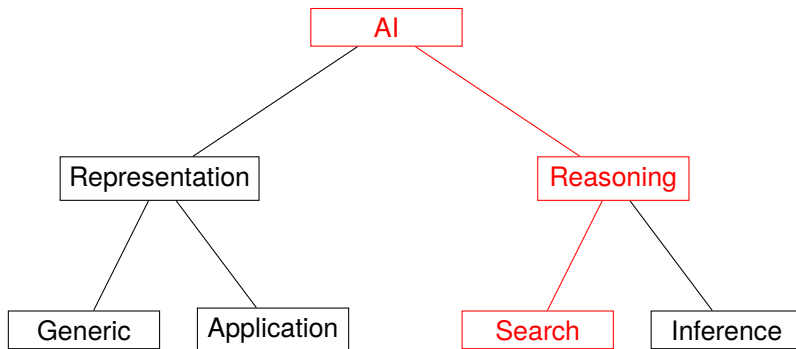 AI
Representation
Reasoning
Generic
Application
Search
Inference